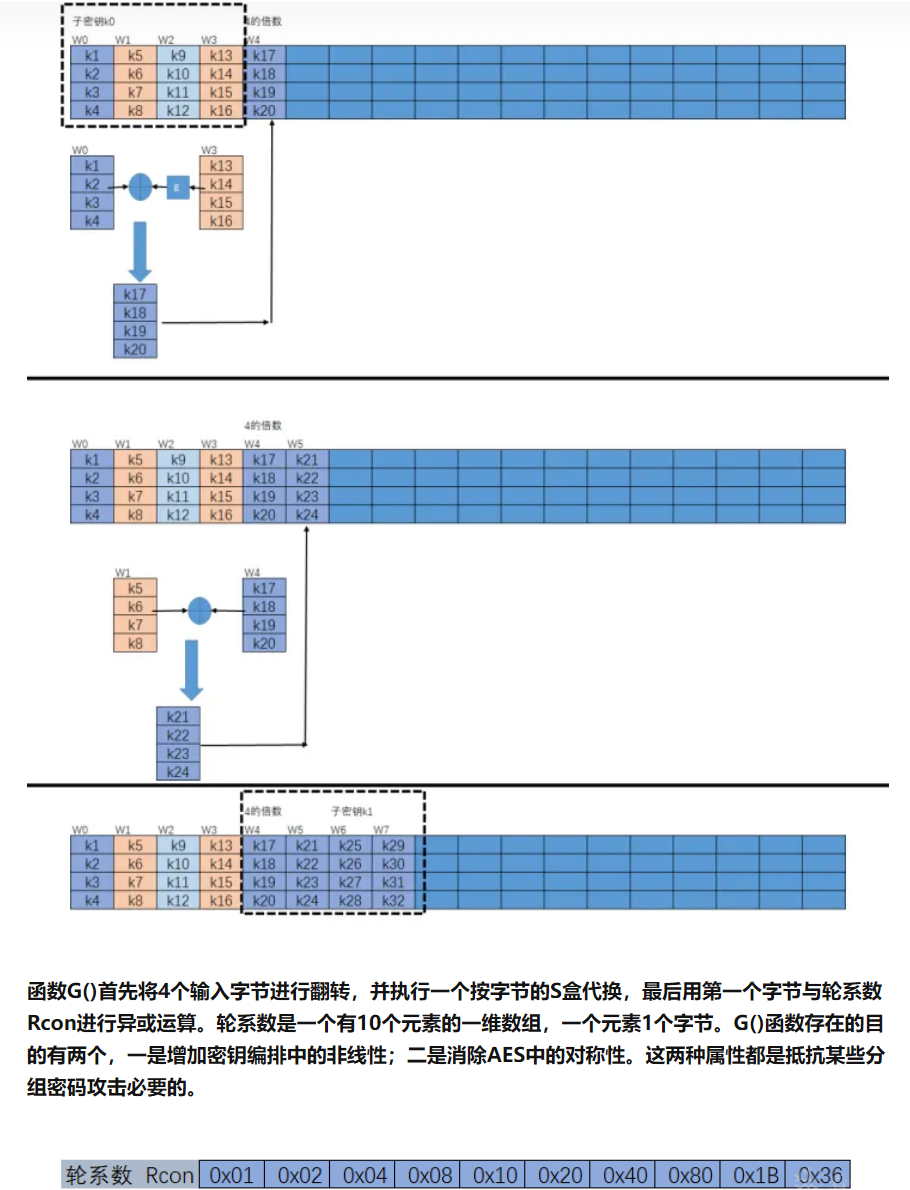 子密钥k0 4的倍数
W0 W1 W2 W3 W4
k1 k5 k9 k13 k17
k2 k6 k10 k14 k18
k3 k7 k11 k15 k19
k4 k8 k12 k16 k20
W0 W3
k1 k13
k2 g k14
k3 k15
k4 k16
k17
k18
k19
k20
4的倍数
W0 W1 W2 W3 W4 W5
k1 k5 k9 k13 k17 k21
k2 k6 k10 k14 k18 k22
k3 k7 k11 k15 k19 k23
k4 k8 k12 k16 k20 k24
W1 W4
k5 k17
k6 k18
k7 k19
k8 k20
k21
k22
k23
k24
4的倍数 子密钥k1
W0 W1 W2 W3 W4 W5 W6 W7
k1 k5 k9 k13 k17 k21 k25 k29
k2 k6 k10 k14 k18 k22 k26 k30
k3 k7 k11 k15 k19 k23 k27 k31
k4 k8 k12 k16 k20 k24 k28 k32
函数G()首先将4个输入字节进行翻转，并执行一个按字节的S盒代换，最后用第一个字节与轮系数
Rcon进行异或运算。轮系数是一个有10个元素的一维数组，一个元素1个字节。G()函数存在的目
的有两个，一是增加密钥编排中的非线性；二是消除AES中的对称性。这两种属性都是抵抗某些分
组密码攻击必要的。
轮系数 Rcon 0x01 0x02 0x04 0x08 0x10 0x20 0x40 0x80 0x1B 0x36